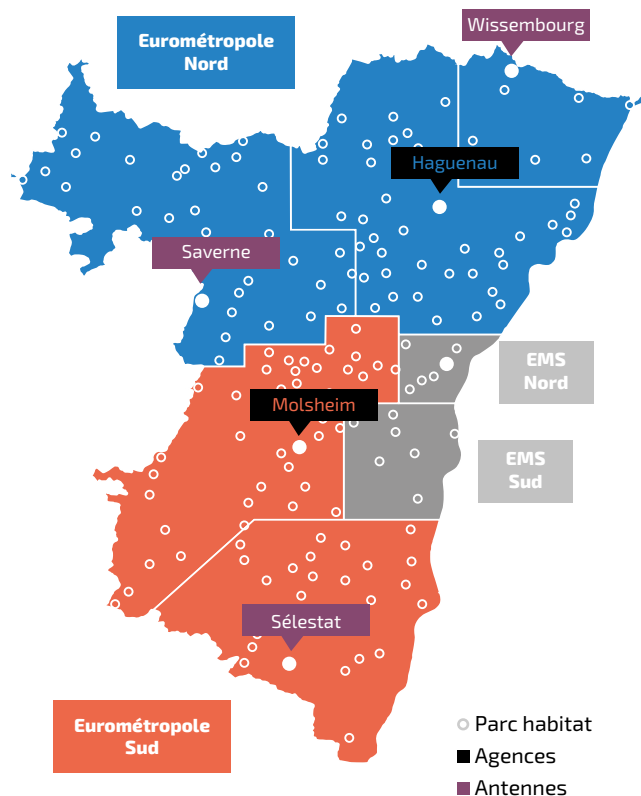 Wissembourg
Eurométropole
Nord
Haguenau
Saverne
EMS
Nord
Molsheim
EMS
Sud
Sélestat
Eurométropole
Sud
Parc habitat
Agences
Antennes